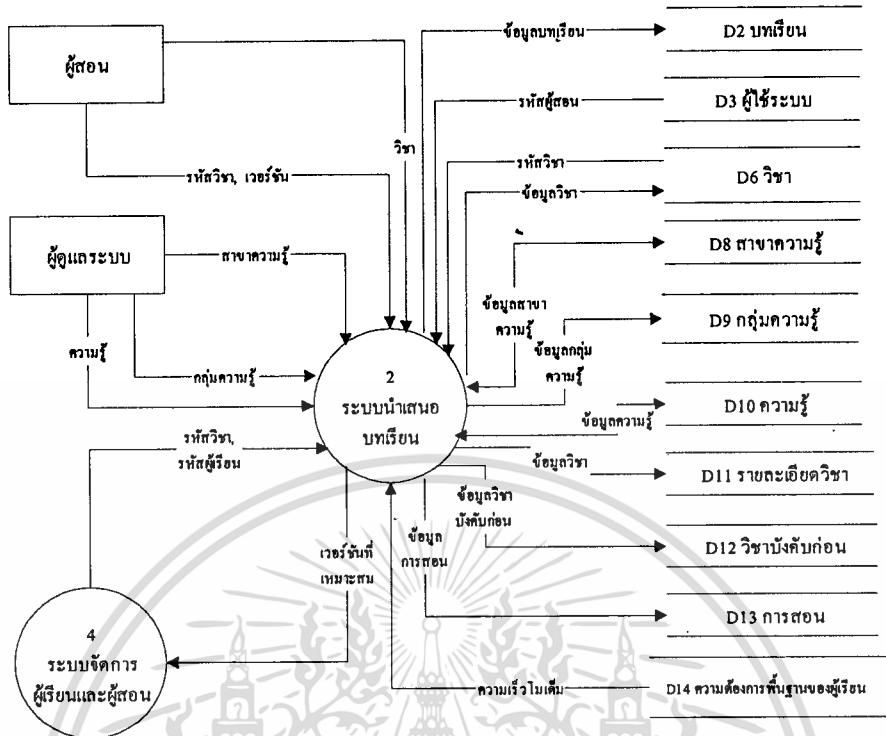 ข้อมูลบทเรียน
D2 บทเรียน
ผู้สอน
รหัสผู้สอน
D3 ผู้ใช้ระบบ
วิชา
รหัสวิชา
รหัสวิชา, เวอร์ชัน
ข้อมูลวิชา
D6 วิชา
ผู้ดูแลระบบ
สาขาความรู้
D8 สาขาความรู้
ข้อมูลสาขา
ความรู้
D9 กลุ่มความรู้
ข้อมูลกลุ่ม
ความรู้
ความรู้
กลุ่มความรู้
2
ระบบนำเสนอ
บทเรียน
D10 ความรู้
ข้อมูลความรู้
รหัสวิชา,
รหัสผู้เรียน
ข้อมูลวิชา
D11 รายละเอียดวิชา
ข้อมูลวิชา
บังคับก่อน
D12 วิชาบังคับก่อน
ข้อมูล
การสอน
เวอร์ชันที่
เหมาะสม
D13 การสอน
4
ระบบจัดการ
ผู้เรียนและผู้สอน
ความเร็วโมเด็ม
D14 ความต้องการพื้นฐานของผู้เรียน